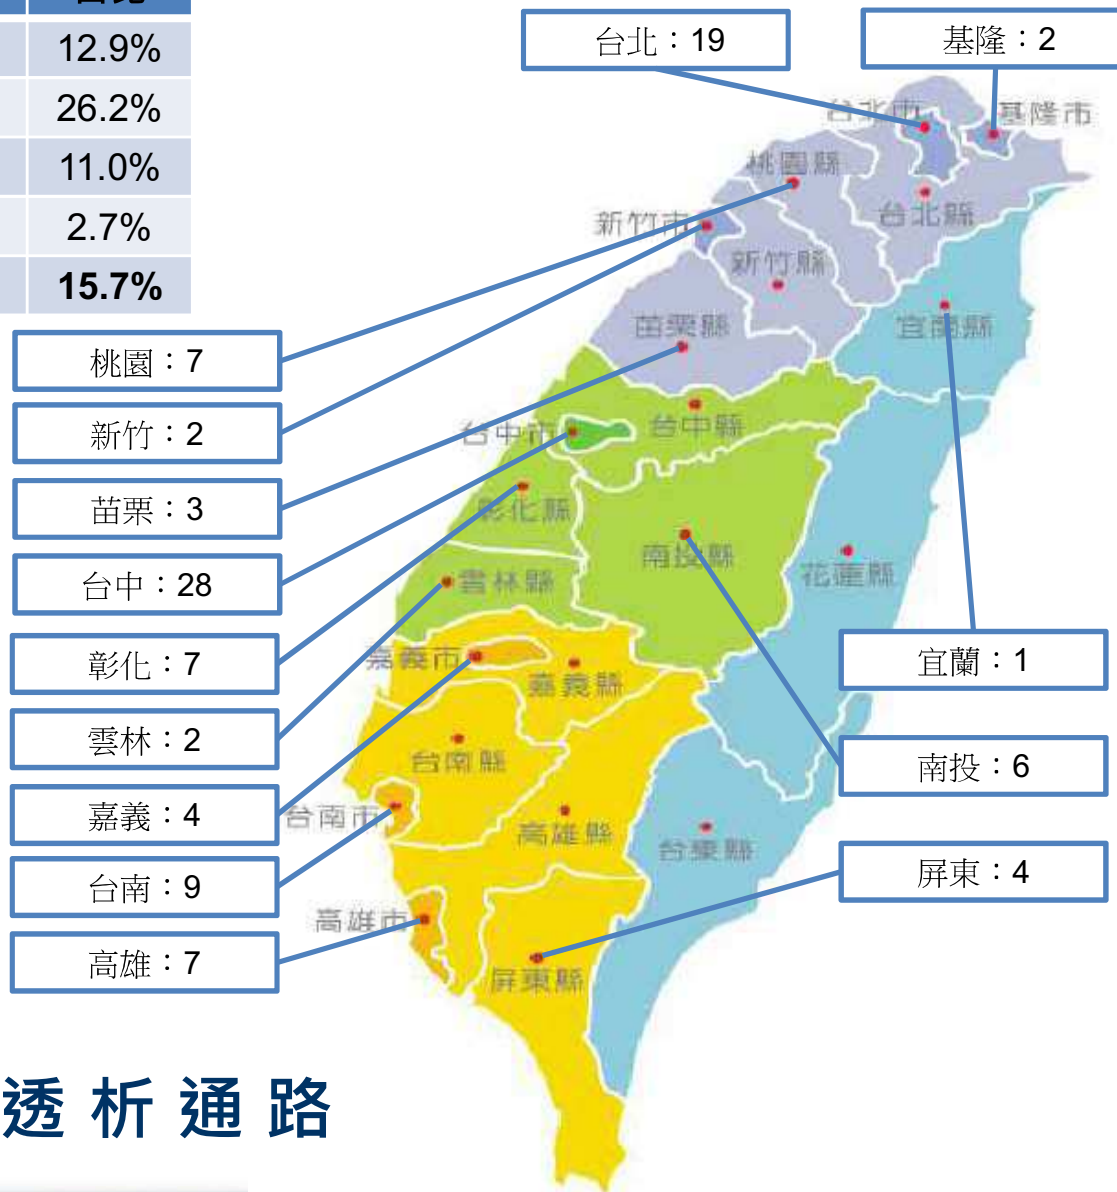 12.9%
26.2%
11.0%
2.7%
15.7%
台北：19
基隆：2
台北市
基隆市
桃園縣
台北縣
新竹市
新竹縣
苗栗縣
宜蘭縣
桃園：7
新竹：2
苗栗：3
台中：28
彰化：7
雲林：2
嘉義：4
台南：9
高雄：7
台中市
台中縣
彰化縣
南投縣
花蓮縣
雲林縣
嘉義市
嘉義縣
宜蘭：1
南投：6
屏東：4
台南縣
台南市
高雄縣
台東縣
高雄市
屏東縣
透析通路